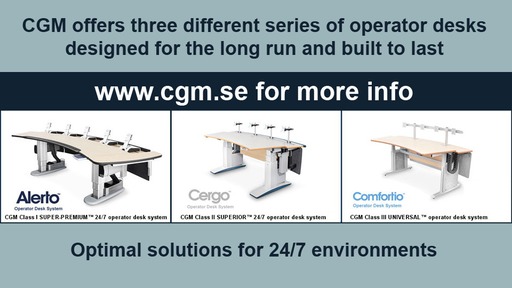 CGM offers three different series of operator desks
designed for the long run and built to last
www.cgm.se for more info
Alerto™
Operator Desk System
CGM Class I SUPER-PREMIUM™ 24/7 operator desk system
Cergo™
Operator Desk System
CGM Class II SUPERIOR™ 24/7 operator desk system
Comfortio™
Operator Desk System
CGM Class III UNIVERSAL™ operator desk system
Optimal solutions for 24/7 environments